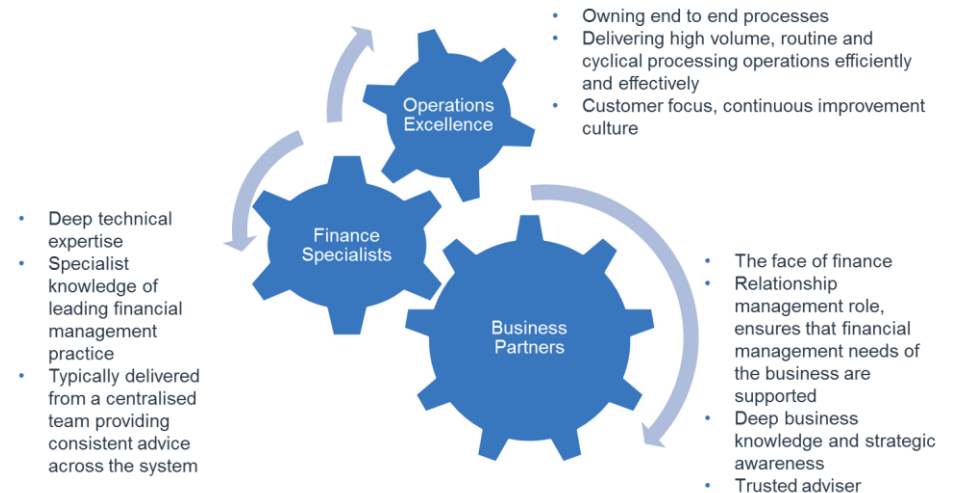 • Owning end to end processes
• Delivering high volume, routine and
cyclical processing operations efficiently
and effectively
• Customer focus, continuous improvement
culture
Operations
Excellence
Finance
Specialists
• Deep technical
expertise
• Specialist
knowledge of
leading financial
management
practice
• Typically delivered
from a centralised
team providing
consistent advice
across the system
Business
Partners
• The face of finance
• Relationship
management role,
ensures that financial
management needs of
the business are
supported
• Deep business
knowledge and strategic
awareness
• Trusted adviser